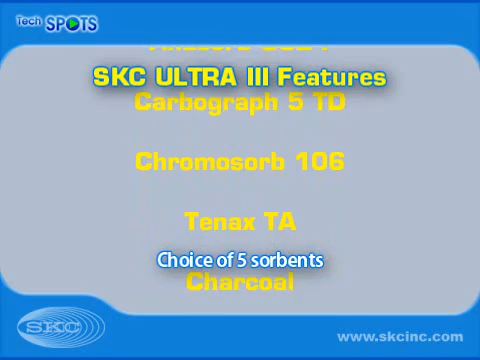 Tech SPOTS
SKC ULTRA III Features
Carbograph 5 TD
Chromosorb 106
Tenax TA
Choice of 5 sorbents
Charcoal
SKC
www.skcinc.com